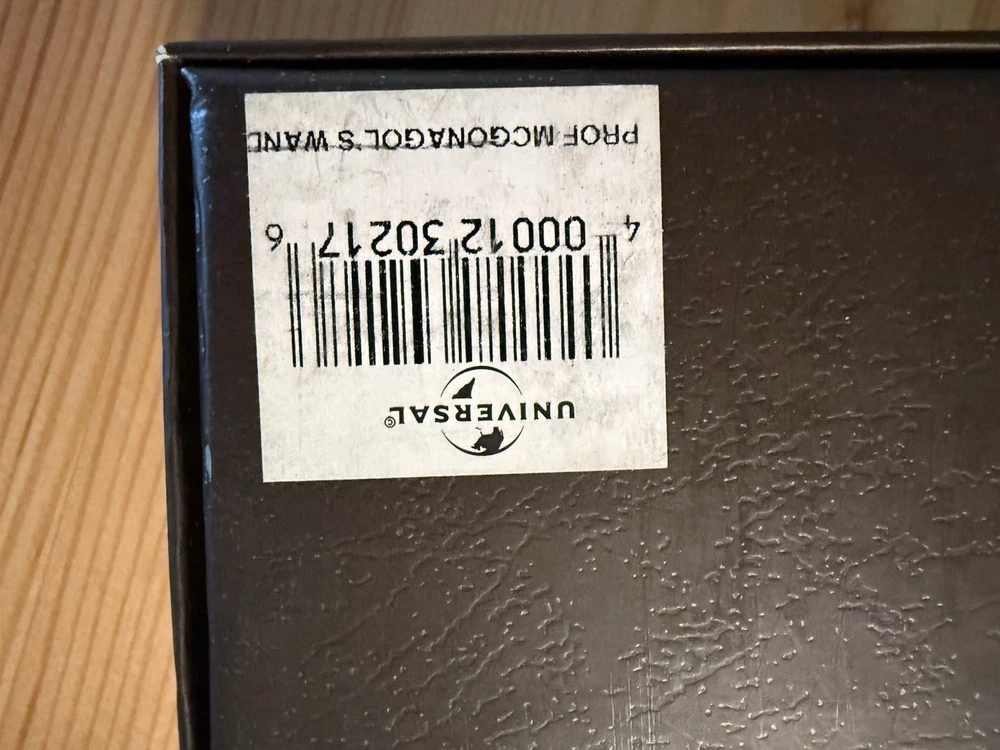 UNIVERSAL©
4 00012 30217 6
PROF MCGONAGOL'S WAND